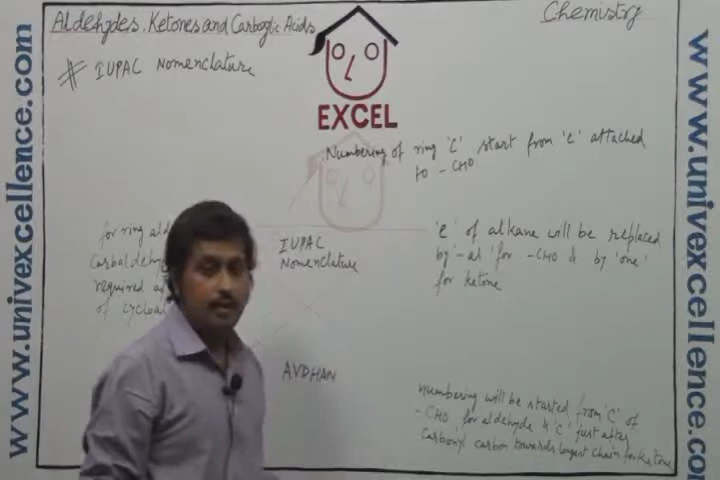 Aldehydes, Ketones and Carboxylic Acids
Chemistry
# IUPAC Nomenclature
EXCEL
Numbering of ring 'C' start from 'C' attached
to -CHO
for ring ald
Carbaldehyd
required a
of cycloal
IUPAC
Nomenclature
'e' of alkane will be replaced
by '-al' for -CHO & by 'one'
for ketone
AVDHAN
numbering will be started from 'C' of
-CHO for aldehyde & 'C' just after
carbonyl carbon towards longest chain for ketone
www.univexcellence.com
www.univexcellence.com